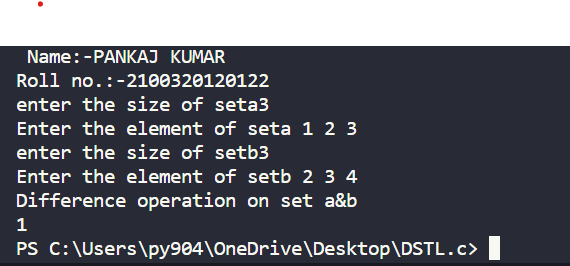 Name:-PANKAJ KUMAR
Roll no.:-2100320120122
enter the size of seta3
Enter the element of seta 1 2 3
enter the size of setb3
Enter the element of setb 2 3 4
Difference operation on set a&b
1
PS C:\Users\py904\OneDrive\Desktop\DSTL.c>